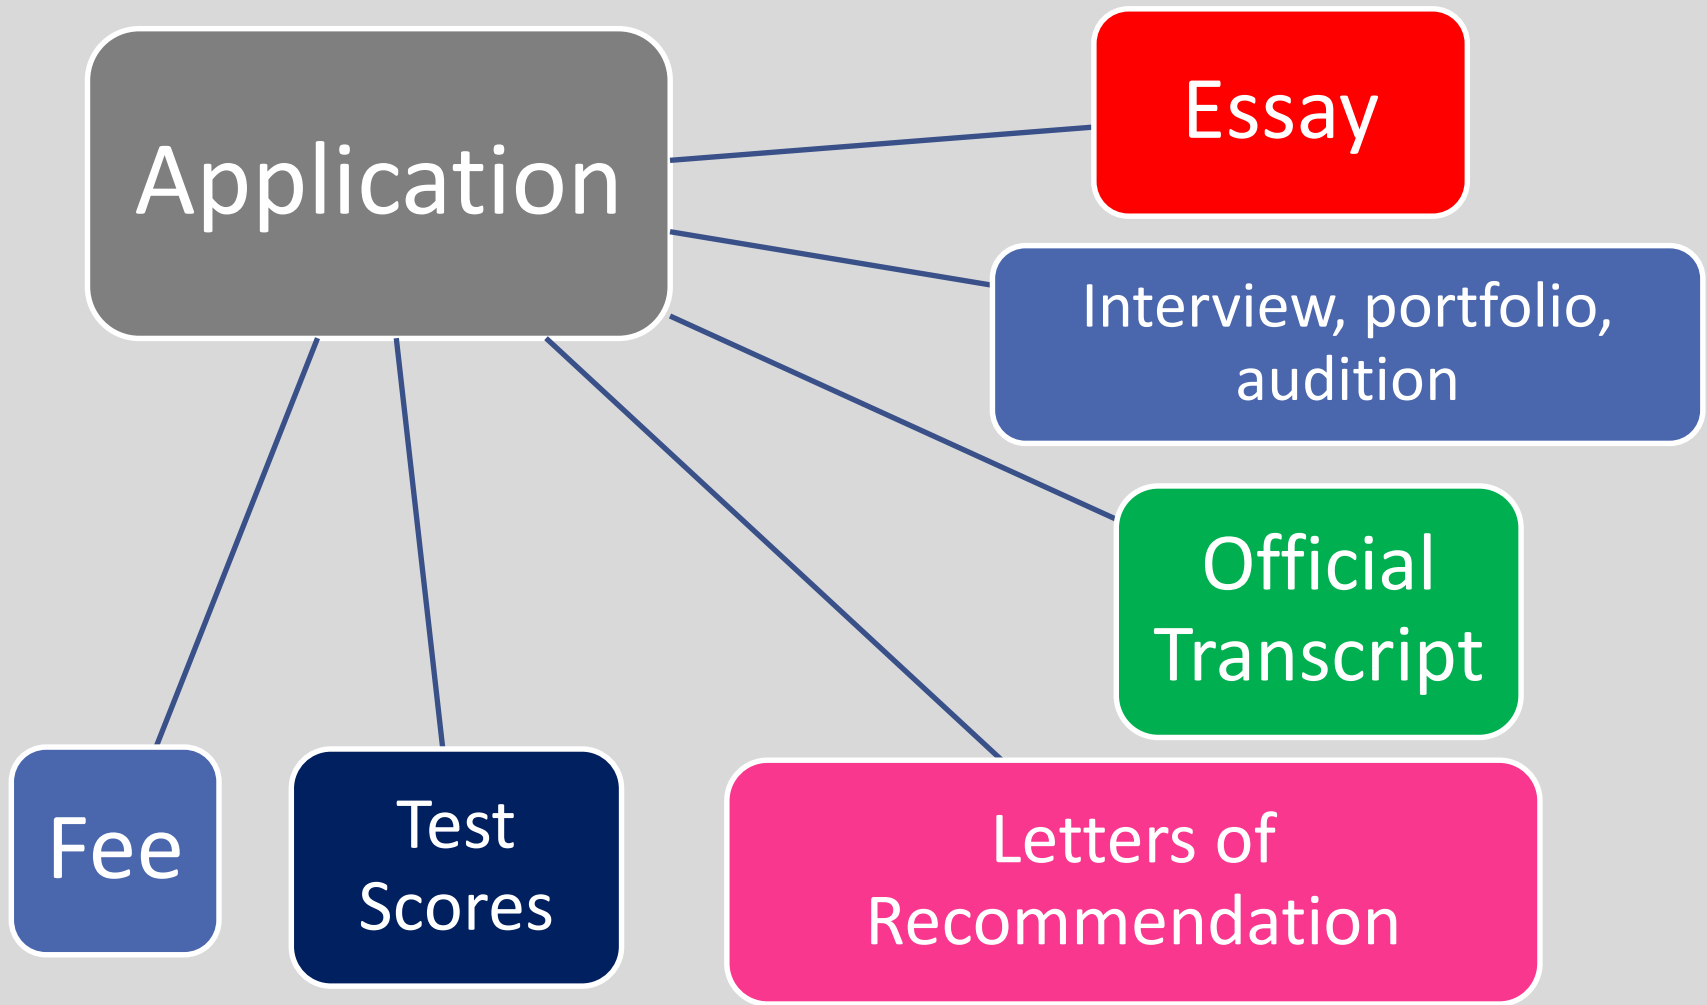 Application
Essay
Interview, portfolio,
audition
Official
Transcript
Letters of
Recommendation
Test
Scores
Fee